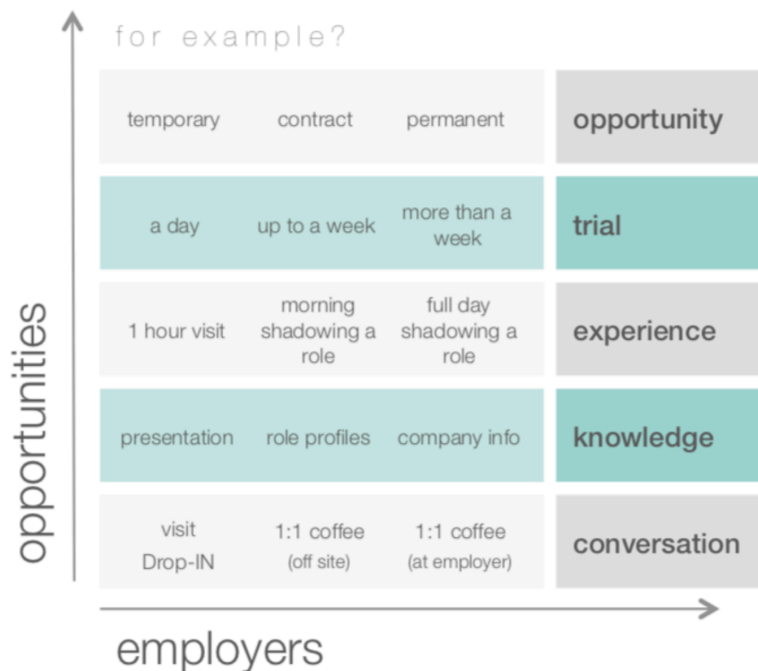 for example?
temporary contract permanent opportunity
a day up to a week more than a week trial
1 hour visit morning shadowing a role full day shadowing a role experience
presentation role profiles company info knowledge
visit Drop-IN 1:1 coffee (off site) 1:1 coffee (at employer) conversation
opportunities
employers